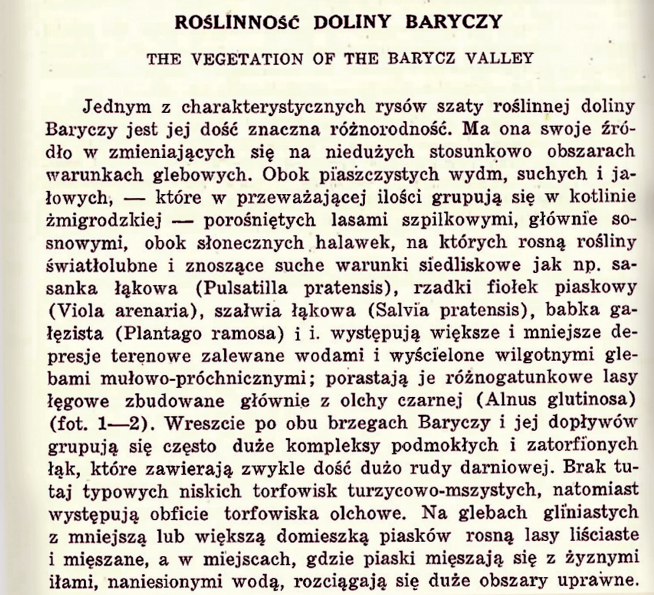 ROŚLINNOŚĆ DOLINY BARYCZY
THE VEGETATION OF THE BARYCZ VALLEY
Jednym z charakterystycznych rysów szaty roślinnej doliny
Baryczy jest jej dość znaczna różnorodność. Ma ona swoje źró-
dło w zmieniających się na niedużych stosunkowo obszarach
warunkach glebowych. Obok piaszczystych wydm, suchych i ja-
łowych, — które w przeważającej ilości grupują się w kotlinie
żmigrodzkiej — porośniętych lasami szpilkowymi, głównie so-
snowymi, obok słonecznych halawek, na których rosną rośliny
światłolubne i znoszące suche warunki siedliskowe jak np. sa-
sanka łąkowa (Pulsatilla pratensis), rzadki fiołek piaskowy
(Viola arenaria), szałwia łąkowa (Salvia pratensis), babka ga-
łęzista (Plantago ramosa) i i. występują większe i mniejsze de-
presje terenowe zalewane wodami i wyścielone wilgotnymi gle-
bami mułowo-próchnicznymi; porastają je różnogatunkowe lasy
łęgowe zbudowane głównie z olchy czarnej (Alnus glutinosa)
(fot. 1—2). Wreszcie po obu brzegach Baryczy i jej dopływów
grupują się często duże kompleksy podmokłych i zatorfionych
łąk, które zawierają zwykle dość dużo rudy darniowej. Brak tu-
taj typowych niskich torfowisk turzycowo-mszystych, natomiast
występują obficie torfowiska olchowe. Na glebach gliniastych
z mniejszą lub większą domieszką piasków rosną lasy liściaste
i mięszane, a w miejscach, gdzie piaski mięszają się z żyznymi
iłami, naniesionymi wodą, rozciągają się duże obszary uprawne.